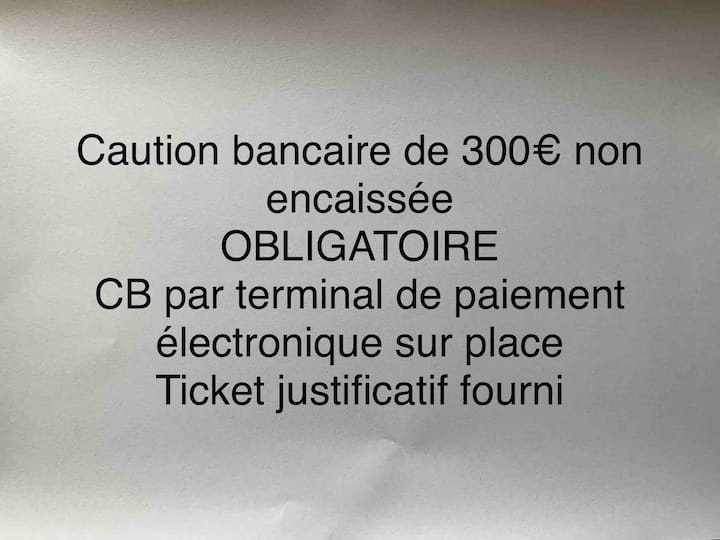 Caution bancaire de 300€ non
encaissée
OBLIGATOIRE
CB par terminal de paiement
électronique sur place
Ticket justificatif fourni